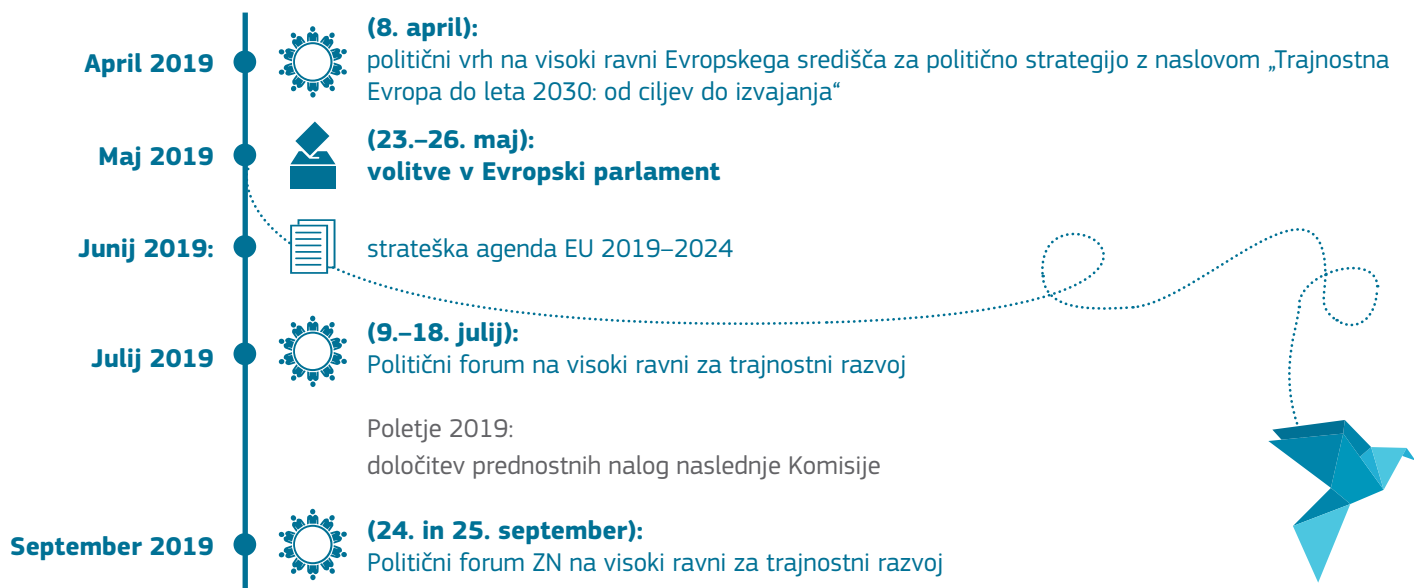 April 2019
(8. april):
politični vrh na visoki ravni Evropskega središča za politično strategijo z naslovom „Trajnostna
Evropa do leta 2030: od ciljev do izvajanja“
Maj 2019
(23.–26. maj):
volitve v Evropski parlament
Junij 2019:
strateška agenda EU 2019–2024
Julij 2019
(9.–18. julij):
Politični forum na visoki ravni za trajnostni razvoj
Poletje 2019:
določitev prednostnih nalog naslednje Komisije
September 2019
(24. in 25. september):
Politični forum ZN na visoki ravni za trajnostni razvoj